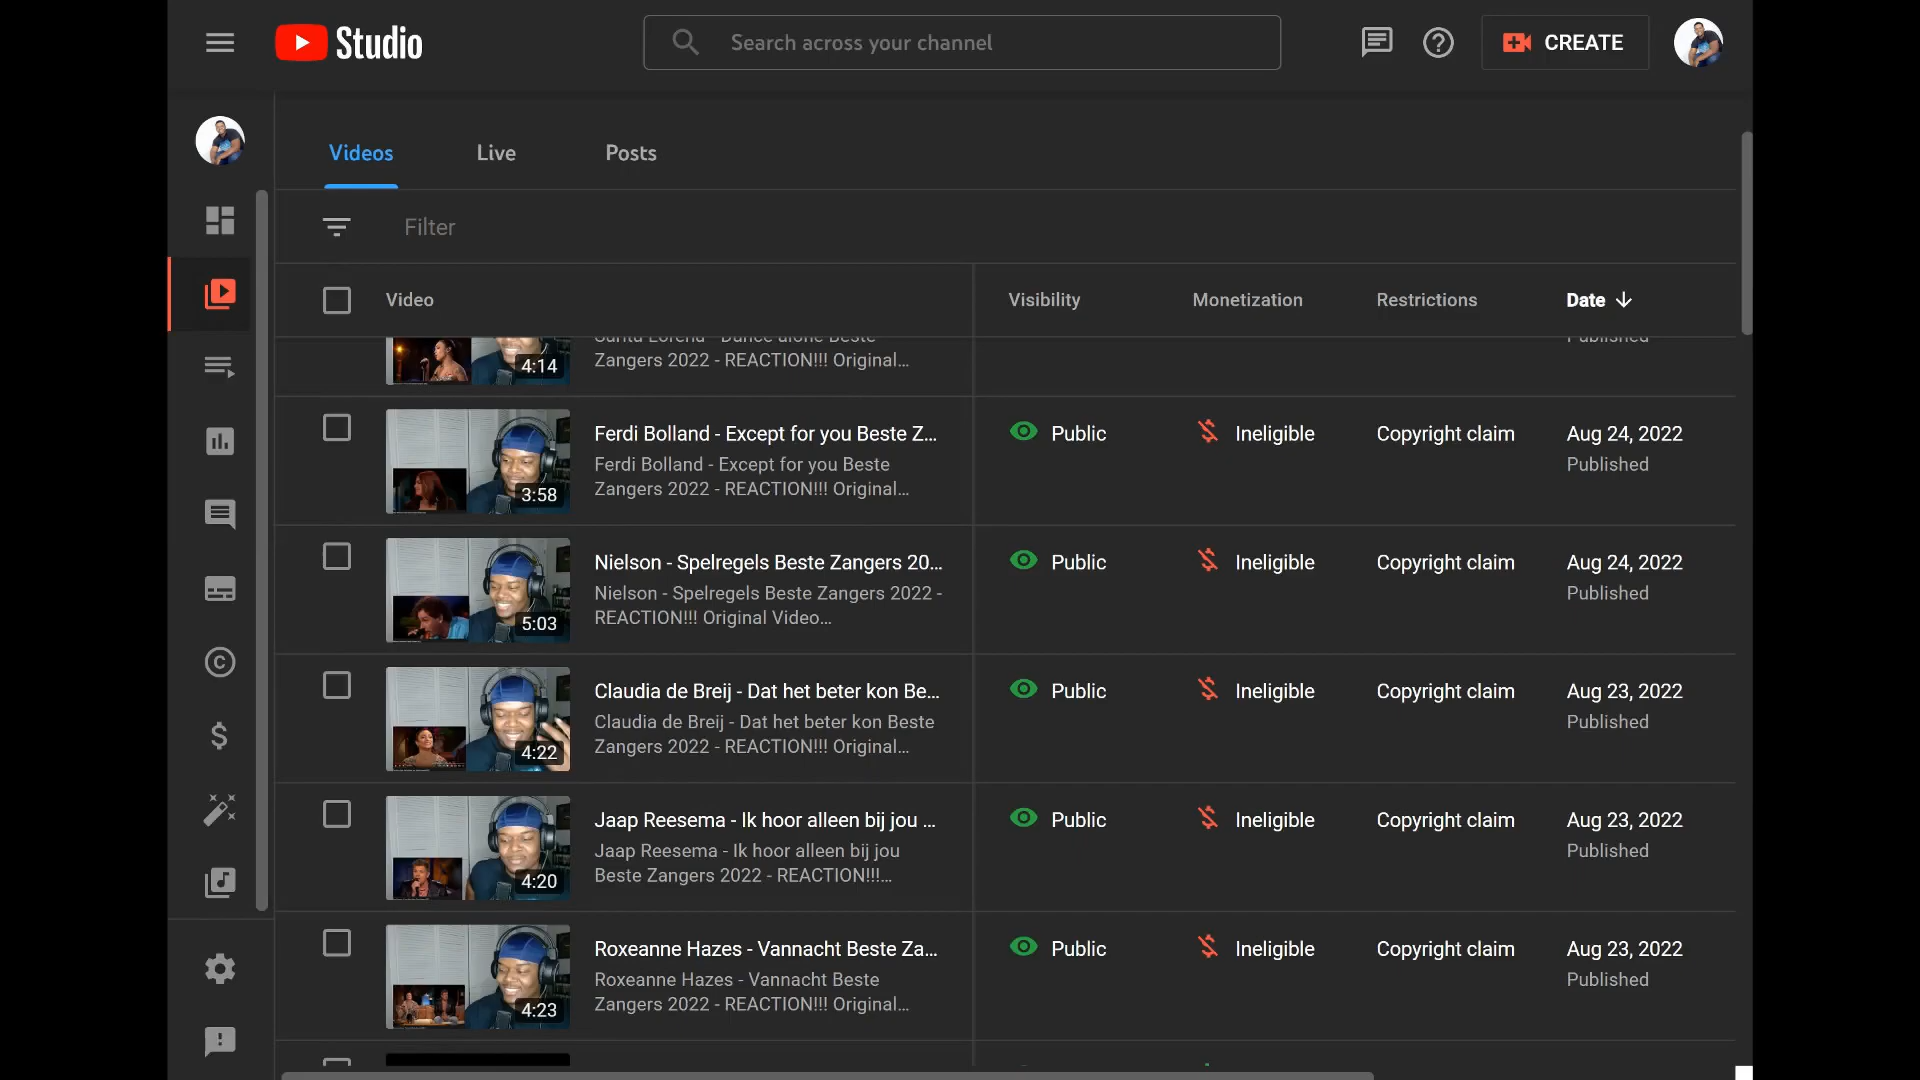 Studio
Search across your channel
CREATE
Videos
Live
Posts
Filter
Video
Visibility
Monetization
Restrictions
Date
Santa Lorena - Dance alone Beste
Zangers 2022 - REACTION!!! Original...
Published
4:14
Ferdi Bolland - Except for you Beste Z...
Ferdi Bolland - Except for you Beste
Zangers 2022 - REACTION!!! Original...
3:58
Public
Ineligible
Copyright claim
Aug 24, 2022
Published
Nielson - Spelregels Beste Zangers 20...
Nielson - Spelregels Beste Zangers 2022 -
REACTION!!! Original Video...
5:03
Public
Ineligible
Copyright claim
Aug 24, 2022
Published
Claudia de Breij - Dat het beter kon Be...
Claudia de Breij - Dat het beter kon Beste
Zangers 2022 - REACTION!!! Original...
4:22
Public
Ineligible
Copyright claim
Aug 23, 2022
Published
Jaap Reesema - Ik hoor alleen bij jou ...
Jaap Reesema - Ik hoor alleen bij jou
Beste Zangers 2022 - REACTION!!!...
4:20
Public
Ineligible
Copyright claim
Aug 23, 2022
Published
Roxeanne Hazes - Vannacht Beste Za...
Roxeanne Hazes - Vannacht Beste
Zangers 2022 - REACTION!!! Original...
4:23
Public
Ineligible
Copyright claim
Aug 23, 2022
Published